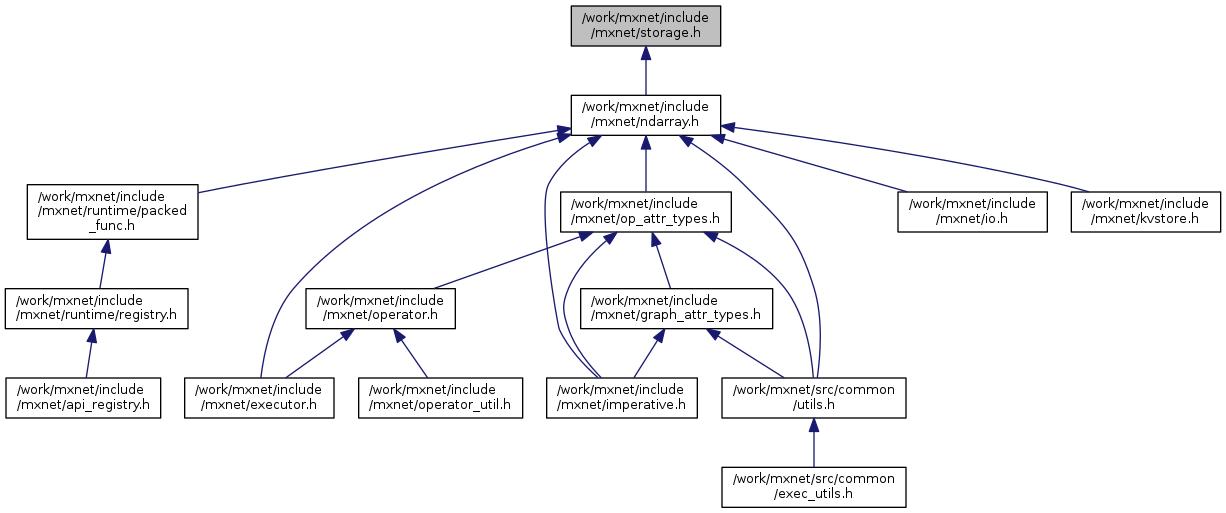 /work/mxnet/include
/mxnet/storage.h
/work/mxnet/include
/mxnet/ndarray.h
/work/mxnet/include
/mxnet/runtime/packed
_func.h
/work/mxnet/include
/mxnet/op_attr_types.h
/work/mxnet/include
/mxnet/io.h
/work/mxnet/include
/mxnet/kvstore.h
/work/mxnet/include
/mxnet/runtime/registry.h
/work/mxnet/include
/mxnet/operator.h
/work/mxnet/include
/mxnet/graph_attr_types.h
/work/mxnet/include
/mxnet/api_registry.h
/work/mxnet/include
/mxnet/executor.h
/work/mxnet/include
/mxnet/operator_util.h
/work/mxnet/include
/mxnet/imperative.h
/work/mxnet/src/common
/utils.h
/work/mxnet/src/common
/exec_utils.h